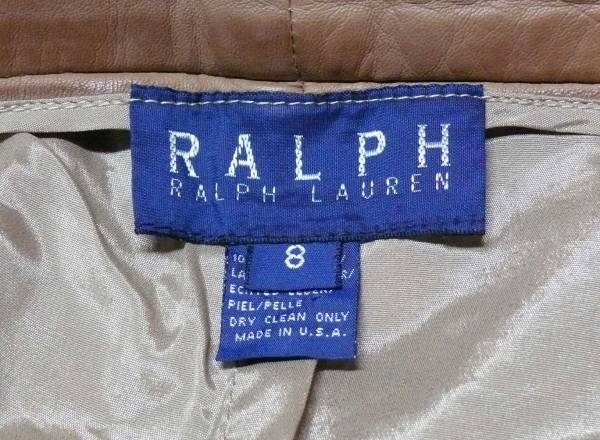 RALPH
RALPH LAUREN
8
PIEL/PELLE
DRY CLEAN ONLY
MADE IN U.S.A.